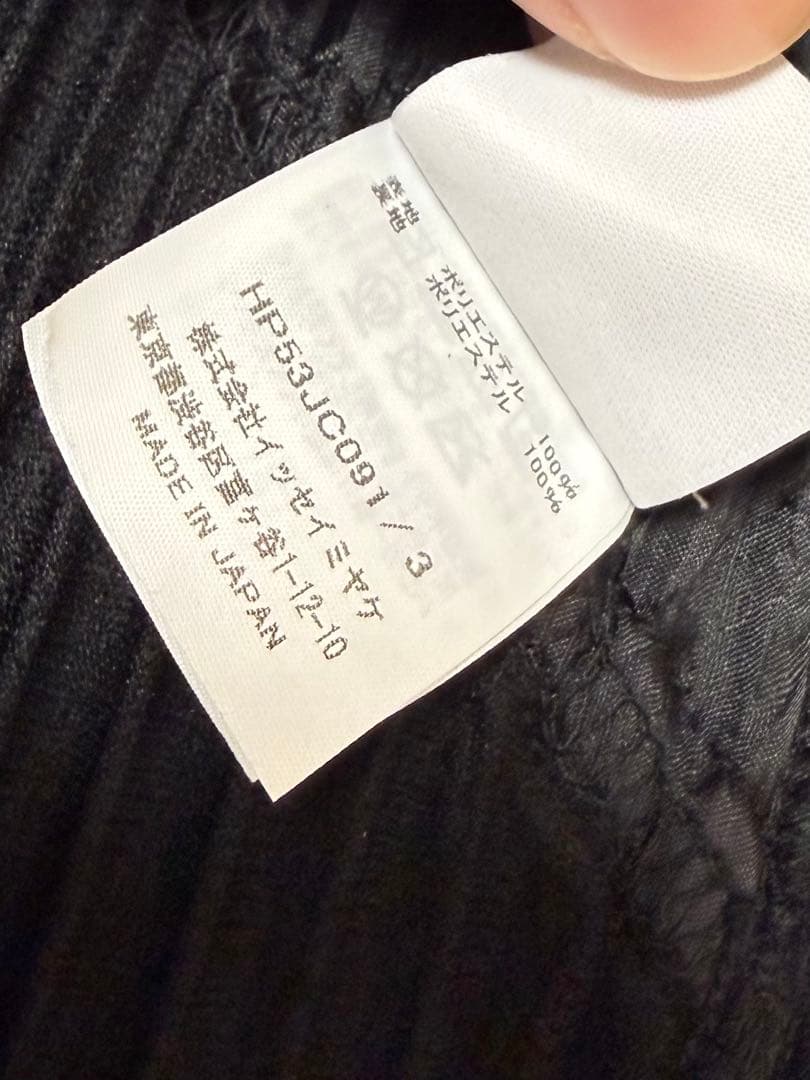 表地 ポリエステル 100%
裏地 ポリエステル 100%
HP53JC091 / 3
株式会社イッセイミヤケ
東京都渋谷区富ヶ谷1-12-10
MADE IN JAPAN